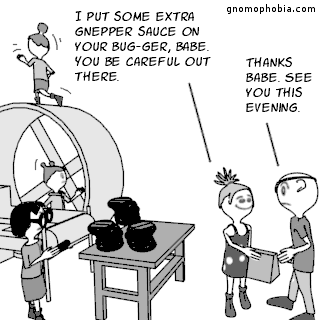 gnomophobia.com
I PUT SOME EXTRA
GNEPPER SAUCE ON
YOUR BUG-GER, BABE.
YOU BE CAREFUL OUT
THERE.
THANKS
BABE. SEE
YOU THIS
EVENING.